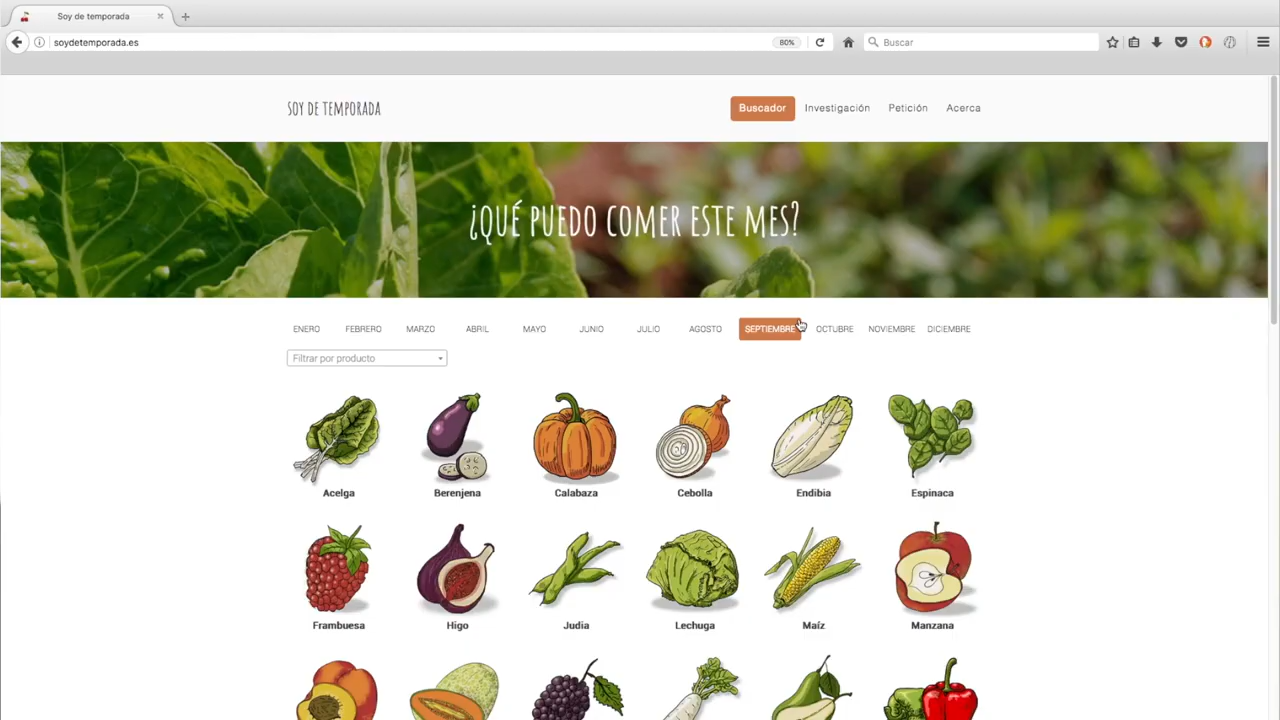 Soy de temporada
soydetemporada.es
80%
Buscar
SOY DE TEMPORADA
Buscador
Investigación
Petición
Acerca
¿QUÉ PUEDO COMER ESTE MES?
ENERO FEBRERO MARZO ABRIL MAYO JUNIO JULIO AGOSTO SEPTIEMBRE OCTUBRE NOVIEMBRE DICIEMBRE
Filtrar por producto
Acelga Berenjena Calabaza Cebolla Endibia Espinaca
Frambuesa Higo Judia Lechuga Maíz Manzana